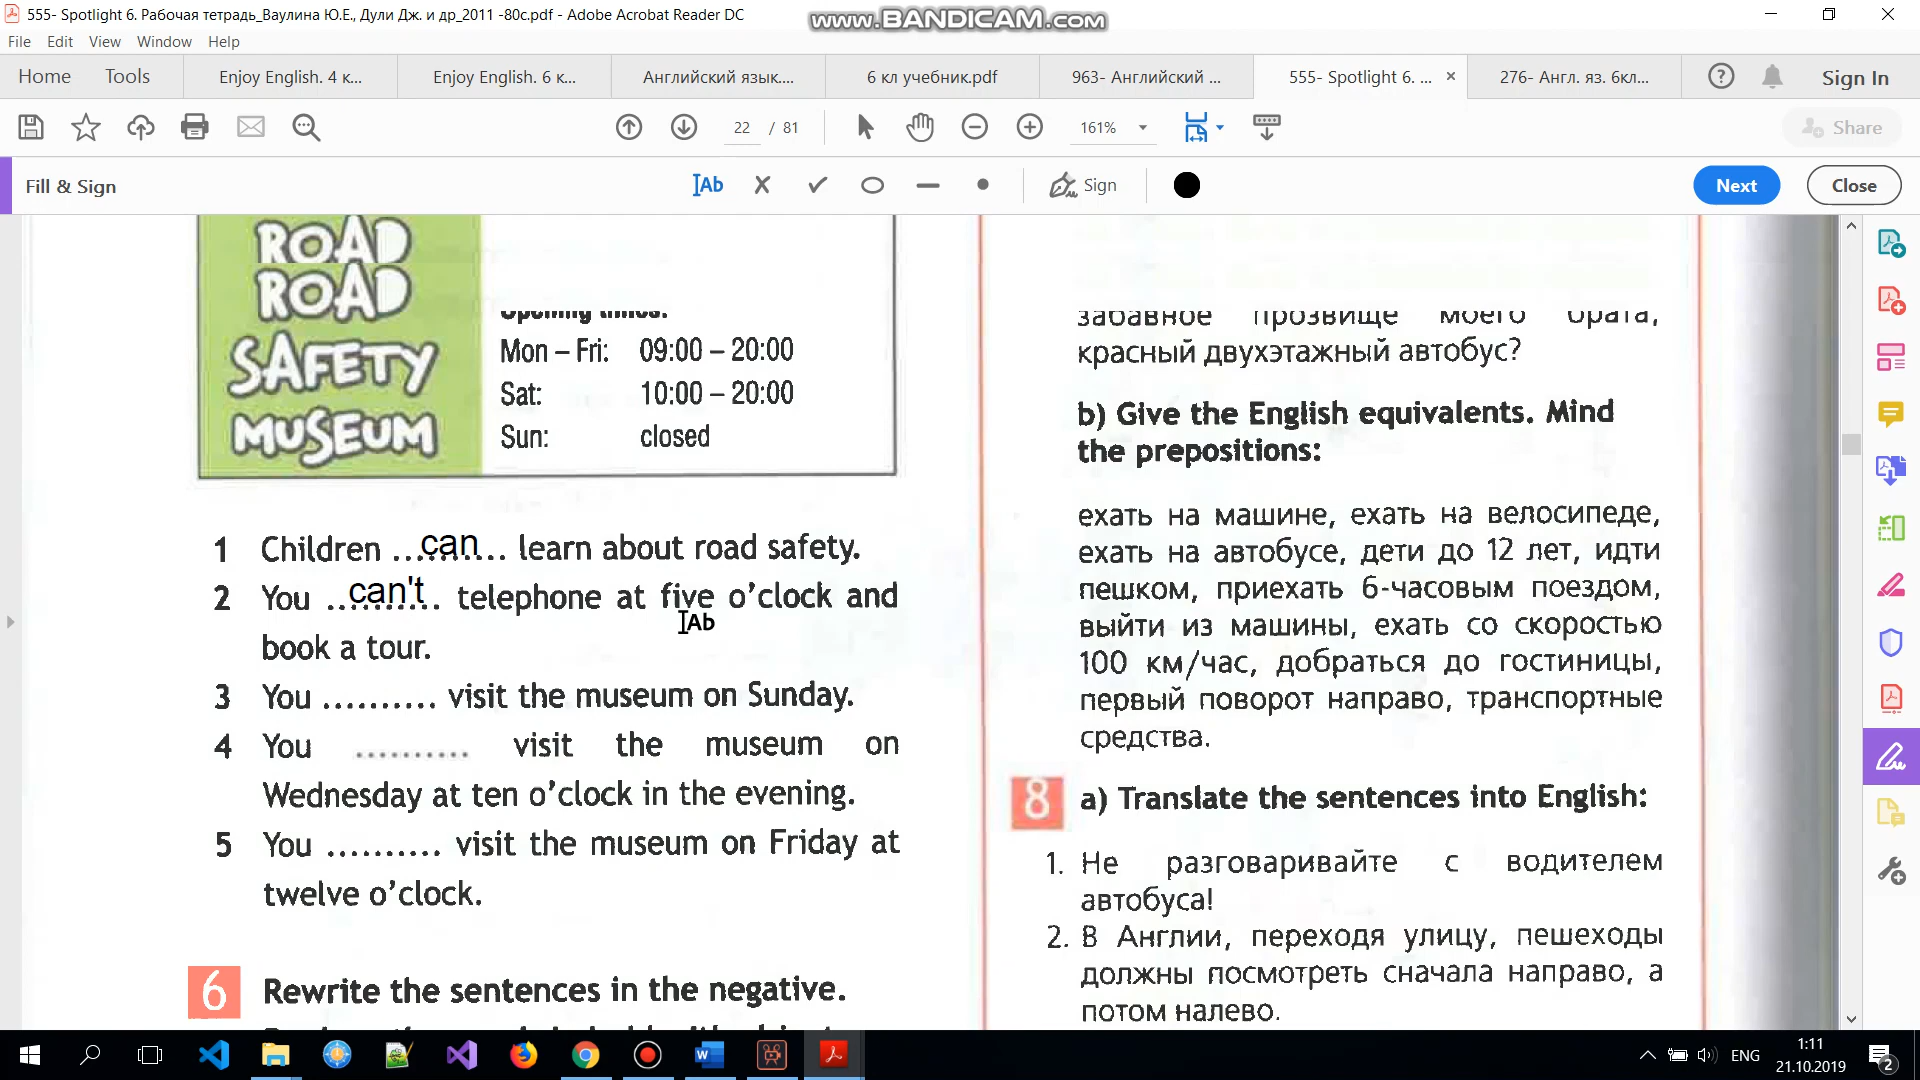 555- Spotlight 6. Рабочая тетрадь_Ваулина Ю.Е., Дули Дж. и др_2011 -80c.pdf - Adobe Acrobat Reader DC
www.BANDICAM.com
File Edit View Window Help
Home Tools Enjoy English. 4 к... Enjoy English. 6 к... Английский язык.... 6 кл учебник.pdf 963- Английский ... 555- Spotlight 6. ... 276- Англ. яз. 6кл... Sign In
22 / 81 161% Share
Fill & Sign Ab Sign Next Close
ROAD
ROAD
SAFETY
MUSEUM
Opening times:
Mon – Fri: 09:00 – 20:00
Sat: 10:00 – 20:00
Sun: closed
1 Children ...can... learn about road safety.
2 You ...can't... telephone at five o'clock and
book a tour.
Ab
3 You .......... visit the museum on Sunday.
4 You .......... visit the museum on
Wednesday at ten o'clock in the evening.
5 You .......... visit the museum on Friday at
twelve o'clock.
6 Rewrite the sentences in the negative.
забавное прозвище моего брата,
красный двухэтажный автобус?
b) Give the English equivalents. Mind
the prepositions:
ехать на машине, ехать на велосипеде,
ехать на автобусе, дети до 12 лет, идти
пешком, приехать 6-часовым поездом,
выйти из машины, ехать со скоростью
100 км/час, добраться до гостиницы,
первый поворот направо, транспортные
средства.
8 a) Translate the sentences into English:
1. Не разговаривайте с водителем
автобуса!
2. В Англии, переходя улицу, пешеходы
должны посмотреть сначала направо, а
потом налево.
ENG 1:11
21.10.2019
2